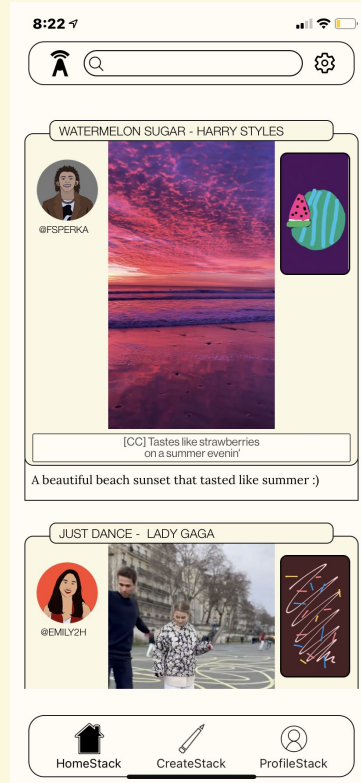 8:22
WATERMELON SUGAR - HARRY STYLES
@FSPERKA
[CC] Tastes like strawberries
on a summer evenin'
A beautiful beach sunset that tasted like summer :)
JUST DANCE - LADY GAGA
@EMILY2H
HomeStack
CreateStack
ProfileStack